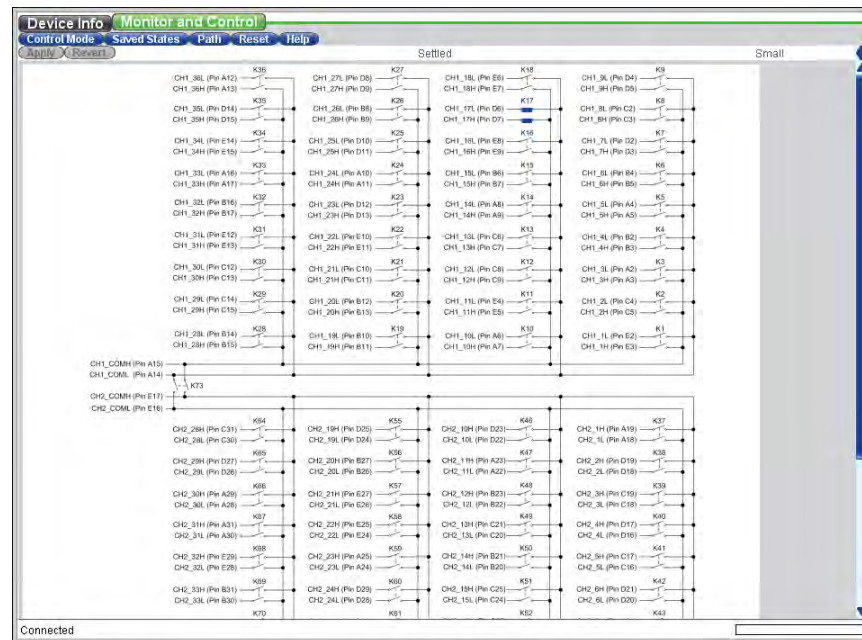 Device Info Monitor and Control
Control Mode Saved States Path Reset Help
Apply Revert Settled Small
K36 K27 K18 K9
CH1_36L (Pin A12) CH1_27L (Pin D8) CH1_18L (Pin E6) CH1_9L (Pin D4)
CH1_36H (Pin A13) CH1_27H (Pin D9) CH1_18H (Pin E7) CH1_9H (Pin D5)
K35 K26 K17 K8
CH1_35L (Pin D14) CH1_26L (Pin B8) CH1_17L (Pin D6) CH1_8L (Pin C2)
CH1_35H (Pin D15) CH1_26H (Pin B9) CH1_17H (Pin D7) CH1_8H (Pin C3)
K34 K25 K16 K7
CH1_34L (Pin E14) CH1_25L (Pin D10) CH1_16L (Pin E8) CH1_7L (Pin D2)
CH1_34H (Pin E15) CH1_25H (Pin D11) CH1_16H (Pin E9) CH1_7H (Pin D3)
K33 K24 K15 K6
CH1_33L (Pin A16) CH1_24L (Pin A10) CH1_15L (Pin B6) CH1_6L (Pin B4)
CH1_33H (Pin A17) CH1_24H (Pin A11) CH1_15H (Pin B7) CH1_6H (Pin B5)
K32 K23 K14 K5
CH1_32L (Pin B16) CH1_23L (Pin D12) CH1_14L (Pin A8) CH1_5L (Pin A4)
CH1_32H (Pin B17) CH1_23H (Pin D13) CH1_14H (Pin A9) CH1_5H (Pin A5)
K31 K22 K13 K4
CH1_31L (Pin E12) CH1_22L (Pin E10) CH1_13L (Pin C6) CH1_4L (Pin B2)
CH1_31H (Pin E13) CH1_22H (Pin E11) CH1_13H (Pin C7) CH1_4H (Pin B3)
K30 K21 K12 K3
CH1_30L (Pin C12) CH1_21L (Pin C10) CH1_12L (Pin C8) CH1_3L (Pin A2)
CH1_30H (Pin C13) CH1_21H (Pin C11) CH1_12H (Pin C9) CH1_3H (Pin A3)
K29 K20 K11 K2
CH1_29L (Pin C14) CH1_20L (Pin B12) CH1_11L (Pin E4) CH1_2L (Pin C4)
CH1_29H (Pin C15) CH1_20H (Pin B13) CH1_11H (Pin E5) CH1_2H (Pin C5)
K28 K19 K10 K1
CH1_28L (Pin B14) CH1_19L (Pin B10) CH1_10L (Pin A6) CH1_1L (Pin E2)
CH1_28H (Pin B15) CH1_19H (Pin B11) CH1_10H (Pin A7) CH1_1H (Pin E3)
CH1_COMH (Pin A15)
CH1_COML (Pin A14)
K73
CH2_COMH (Pin E17)
CH2_COML (Pin E16)
K64 K55 K46 K37
CH2_28H (Pin C31) CH2_19H (Pin D25) CH2_10H (Pin D23) CH2_1H (Pin A19)
CH2_28L (Pin C30) CH2_19L (Pin D24) CH2_10L (Pin D22) CH2_1L (Pin A18)
K65 K56 K47 K38
CH2_29H (Pin D27) CH2_20H (Pin B27) CH2_11H (Pin A23) CH2_2H (Pin D19)
CH2_29L (Pin D26) CH2_20L (Pin B26) CH2_11L (Pin A22) CH2_2L (Pin D18)
K66 K57 K48 K39
CH2_30H (Pin A29) CH2_21H (Pin E27) CH2_12H (Pin B23) CH2_3H (Pin C19)
CH2_30L (Pin A28) CH2_21L (Pin E26) CH2_12L (Pin B22) CH2_3L (Pin C18)
K67 K58 K49 K40
CH2_31H (Pin A31) CH2_22H (Pin E25) CH2_13H (Pin C21) CH2_4H (Pin D17)
CH2_31L (Pin A30) CH2_22L (Pin E24) CH2_13L (Pin C20) CH2_4L (Pin D16)
K68 K59 K50 K41
CH2_32H (Pin E29) CH2_23H (Pin A25) CH2_14H (Pin B21) CH2_5H (Pin C17)
CH2_32L (Pin E28) CH2_23L (Pin A24) CH2_14L (Pin B20) CH2_5L (Pin C16)
K69 K60 K51 K42
CH2_33H (Pin B31) CH2_24H (Pin D29) CH2_15H (Pin C25) CH2_6H (Pin D21)
CH2_33L (Pin B30) CH2_24L (Pin D28) CH2_15L (Pin C24) CH2_6L (Pin D20)
K70 K61 K52 K43
Connected